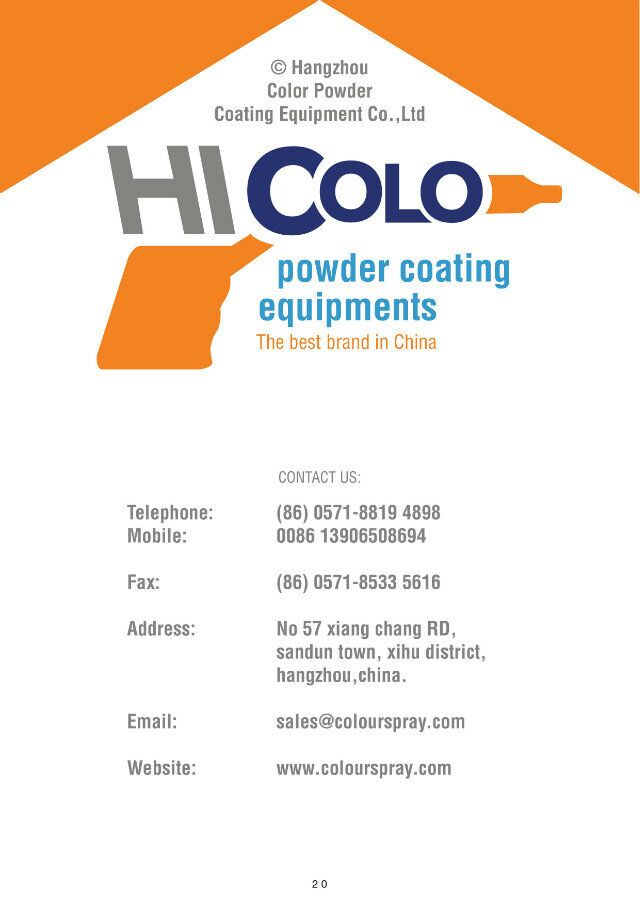 © Hangzhou
Color Powder
Coating Equipment Co.,Ltd
HICOLO
powder coating
equipments
The best brand in China
CONTACT US:
Telephone: (86) 0571-8819 4898
Mobile: 0086 13906508694
Fax: (86) 0571-8533 5616
Address: No 57 xiang chang RD,
sandun town, xihu district,
hangzhou,china.
Email: sales@colourspray.com
Website: www.colourspray.com
20